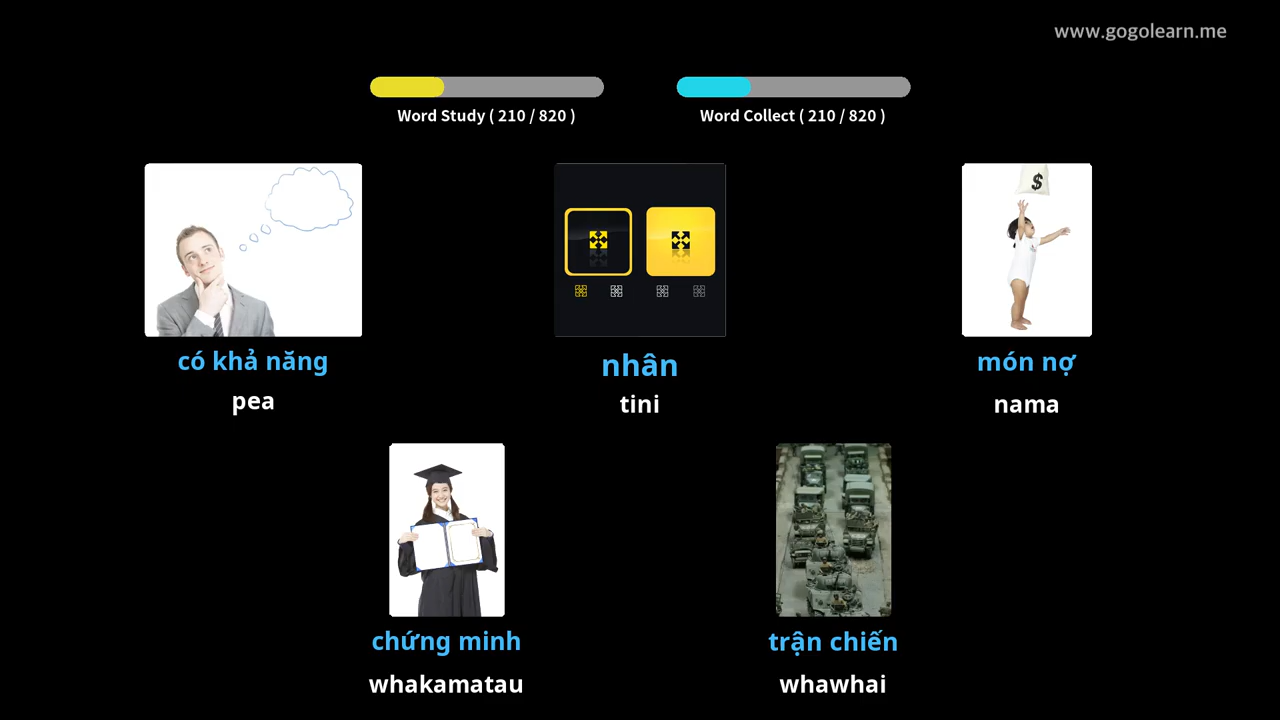 www.gogolearn.me
Word Study ( 210 / 820 )
Word Collect ( 210 / 820 )
có khả năng
pea
nhân
tini
$
món nợ
nama
chứng minh
whakamatau
trận chiến
whawhai